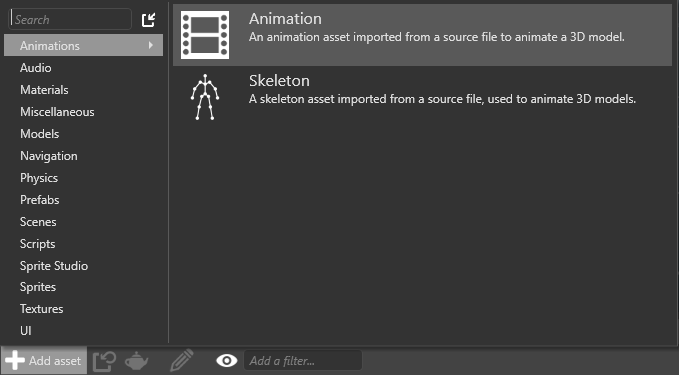 Search
Animations
Audio
Materials
Miscellaneous
Models
Navigation
Physics
Prefabs
Scenes
Scripts
Sprite Studio
Sprites
Textures
UI
Animation
An animation asset imported from a source file to animate a 3D model.
Skeleton
A skeleton asset imported from a source file, used to animate 3D models.
Add asset
Add a filter...